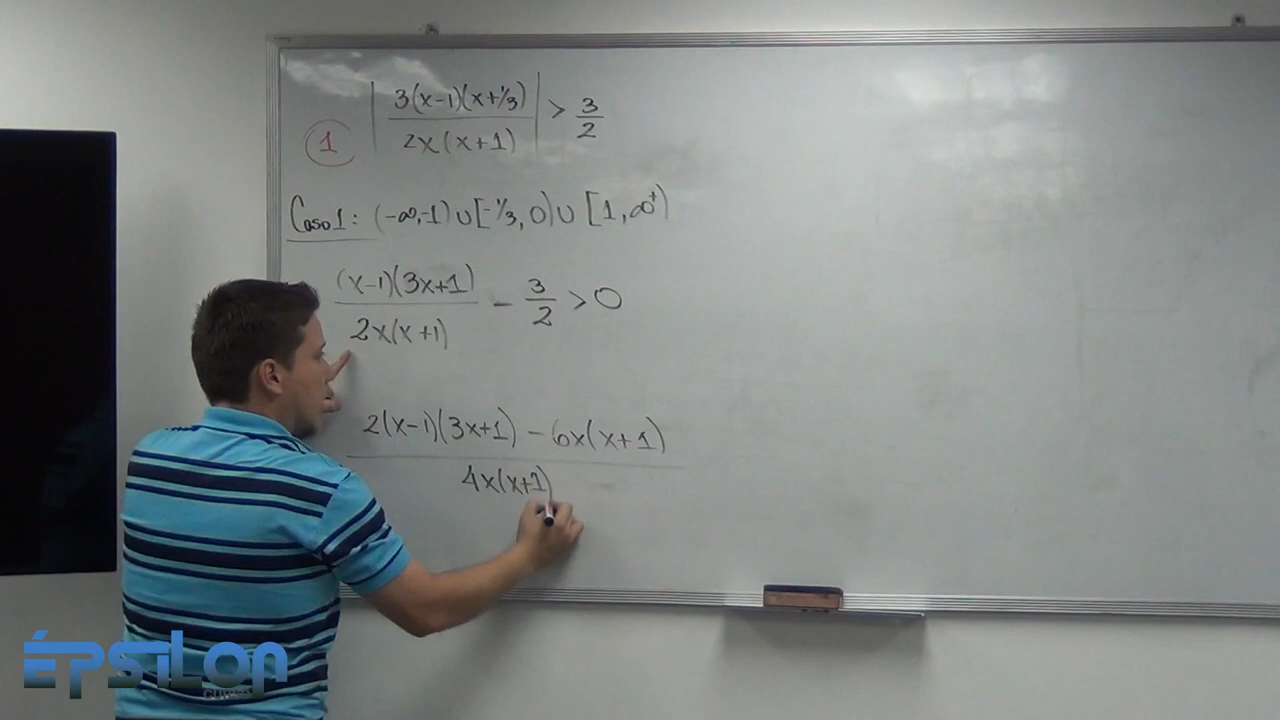 ① | 3(x-1)(x+1/3) / 2x(x+1) | > 3/2
Caso 1: (-∞,-1) ∪ [-1/3, 0) ∪ [1, ∞⁺)
(x-1)(3x+1) / 2x(x+1) - 3/2 > 0
2(x-1)(3x+1) - 6x(x+1)
4x(x+1)
ÉPSILON
CURSO